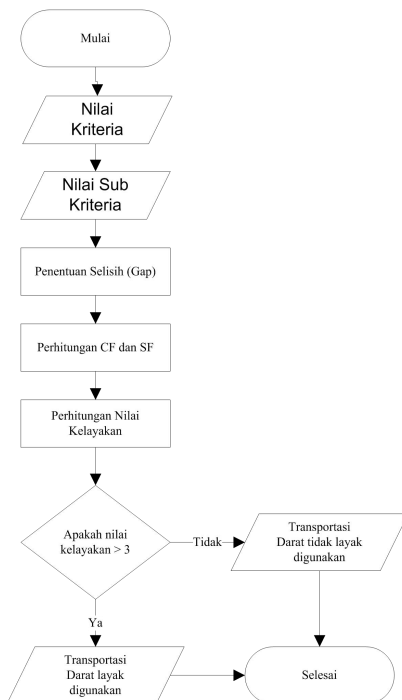 Mulai
Nilai
Kriteria
Nilai Sub
Kriteria
Penentuan Selisih (Gap)
Perhitungan CF dan SF
Perhitungan Nilai
Kelayakan
Apakah nilai
kelayakan > 3
Tidak
Transportasi
Darat tidak layak
digunakan
Ya
Transportasi
Darat layak
digunakan
Selesai